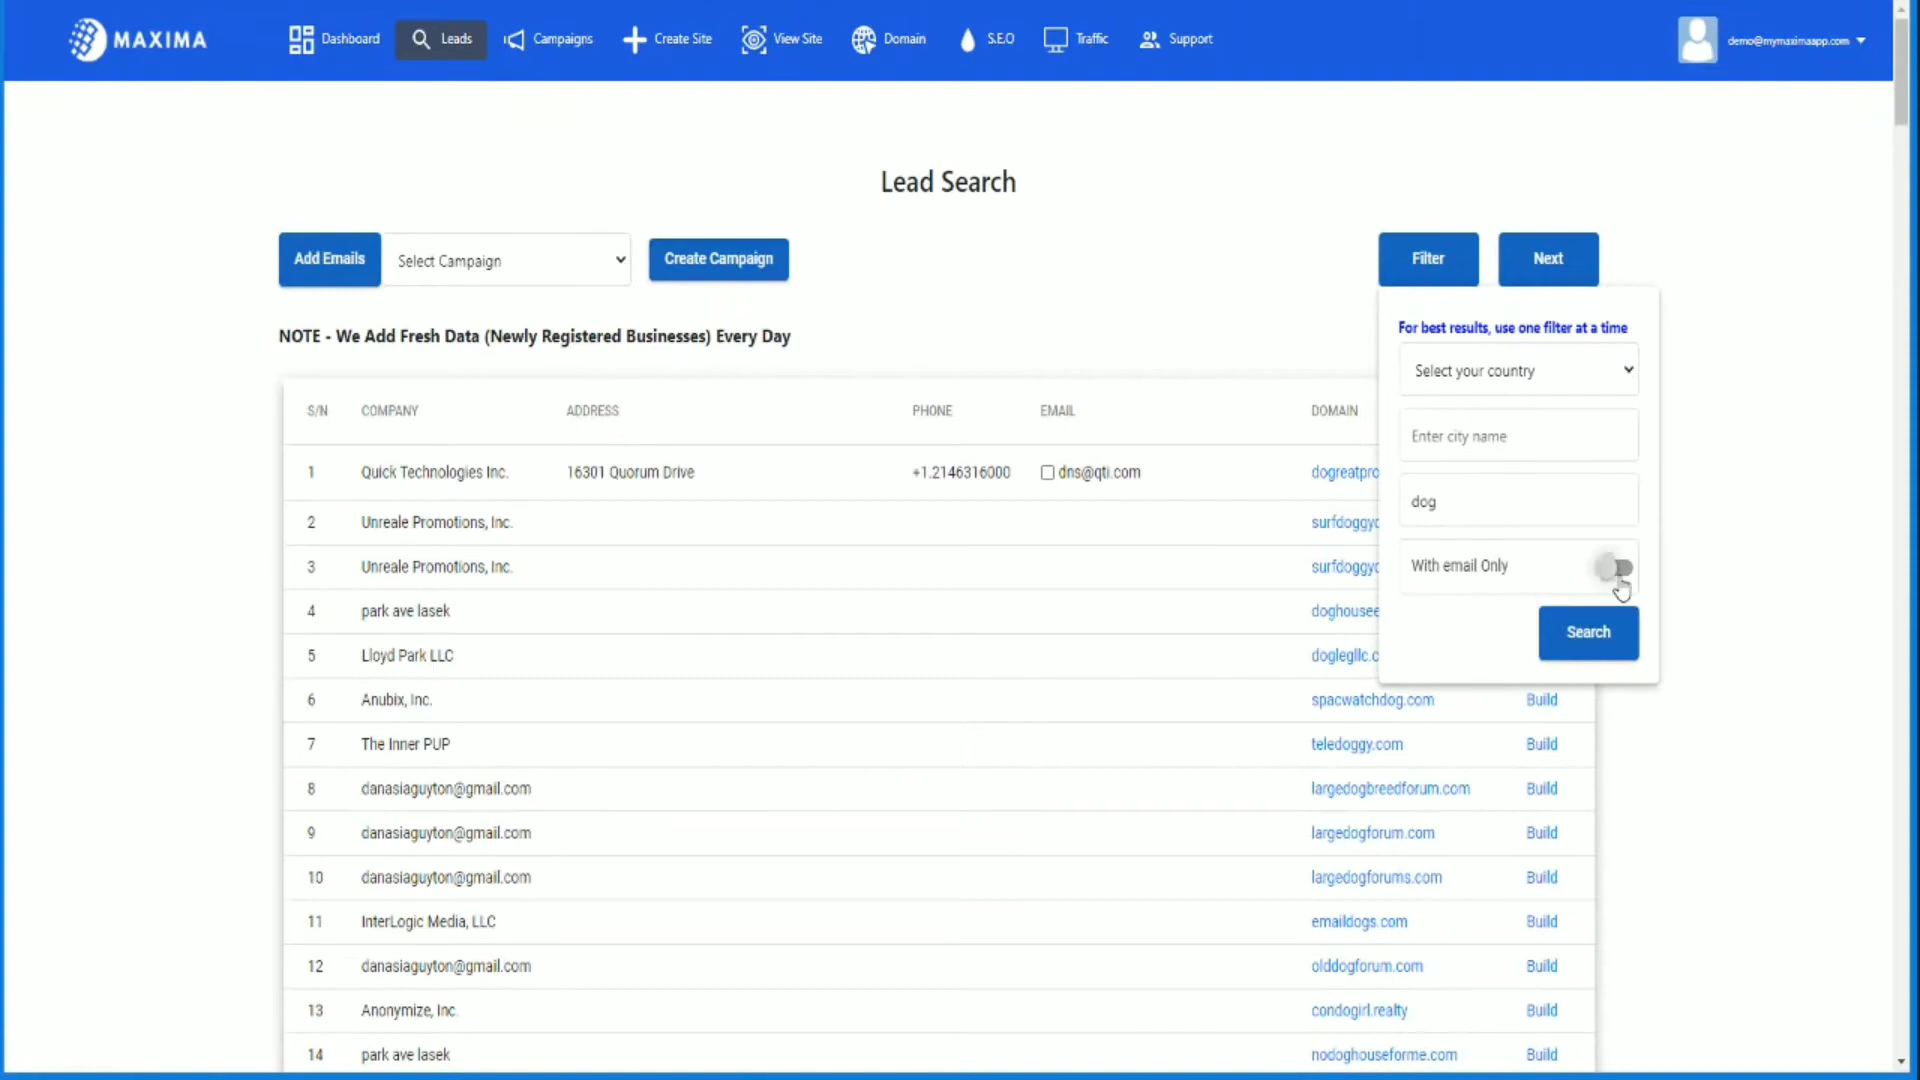 MAXIMA
Dashboard
Leads
Campaigns
Create Site
View Site
Domain
S.E.O
Traffic
Support
demo@mymaximaapp.com
Lead Search
Add Emails
Select Campaign
Create Campaign
Filter
Next
NOTE - We Add Fresh Data (Newly Registered Businesses) Every Day
For best results, use one filter at a time
Select your country
Enter city name
dog
With email Only
Search
S/N COMPANY ADDRESS PHONE EMAIL DOMAIN
1 Quick Technologies Inc. 16301 Quorum Drive +1.2146316000 dns@qti.com dogreatpro
2 Unreale Promotions, Inc. surfdoggyc
3 Unreale Promotions, Inc. surfdoggyc
4 park ave lasek doghousee
5 Lloyd Park LLC doglegllc.c
6 Anubix, Inc. spacwatchdog.com Build
7 The Inner PUP teledoggy.com Build
8 danasiaguyton@gmail.com largedogbreedforum.com Build
9 danasiaguyton@gmail.com largedogforum.com Build
10 danasiaguyton@gmail.com largedogforums.com Build
11 InterLogic Media, LLC emaildogs.com Build
12 danasiaguyton@gmail.com olddogforum.com Build
13 Anonymize, Inc. condogirl.realty Build
14 park ave lasek nodoghouseforme.com Build